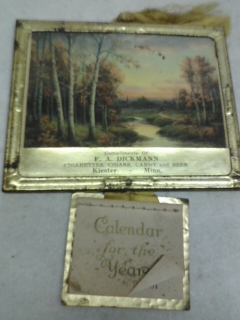 Compliments Of
F. A. DICKMANN
CIGARETTES, CIGARS, CANDY AND BEER
Kiester Minn.
Calendar
for the
Year